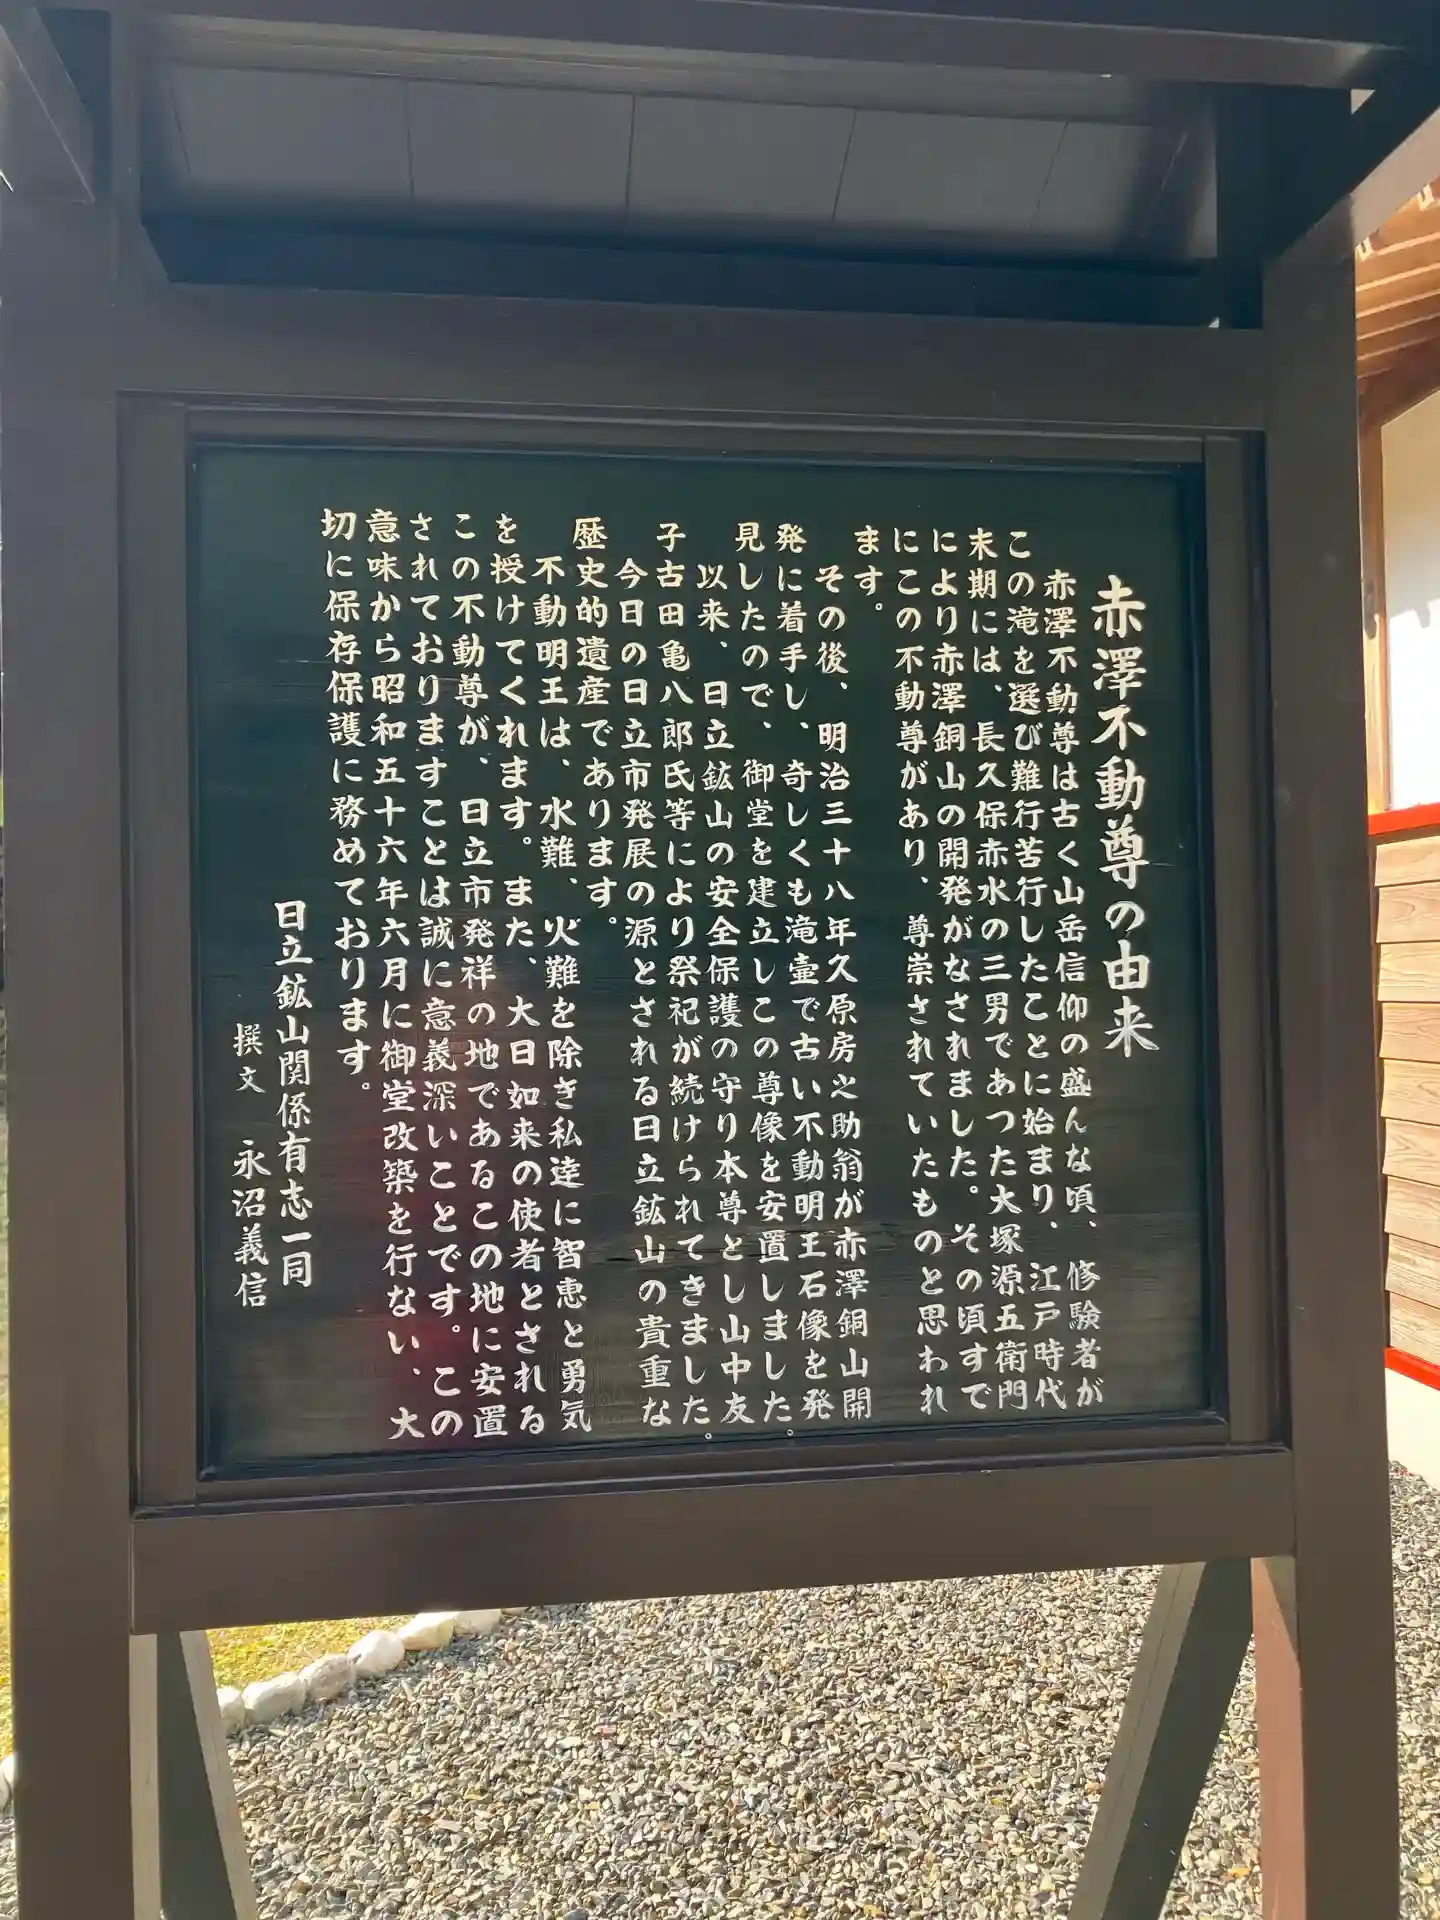 赤澤不動尊の由来
赤澤不動尊は古く山岳信仰の盛んな頃、修験者が
この滝を選び難行苦行したことに始まり、江戸時代
末期には、長久保赤水の三男であつた大塚源五衛門
により赤澤銅山の開発がなされました。その頃すで
にこの不動尊があり、尊崇されていたものと思われ
ます。
その後、明治三十八年久原房之助翁が赤澤銅山開
発に着手し、奇しくも滝壷で古い不動明王石像を発
見したので、御堂を建立しこの尊像を安置しました。
以来、日立鉱山の安全保護の守り本尊とし山中友
子古田亀八郎氏等により祭祀が続けられてきました。
今日の日立市発展の源とされる日立鉱山の貴重な
歴史的遺産であります。
不動明王は、水難、火難を除き私達に智恵と勇気
を授けてくれます。また、大日如来の使者とされる
この不動尊が、日立市発祥の地であるこの地に安置
されておりますことは誠に意義深いことです。この
意味から昭和五十六年六月に御堂改築を行ない、大
切に保存保護に務めております。
日立鉱山関係有志一同
撰文 永沼義信